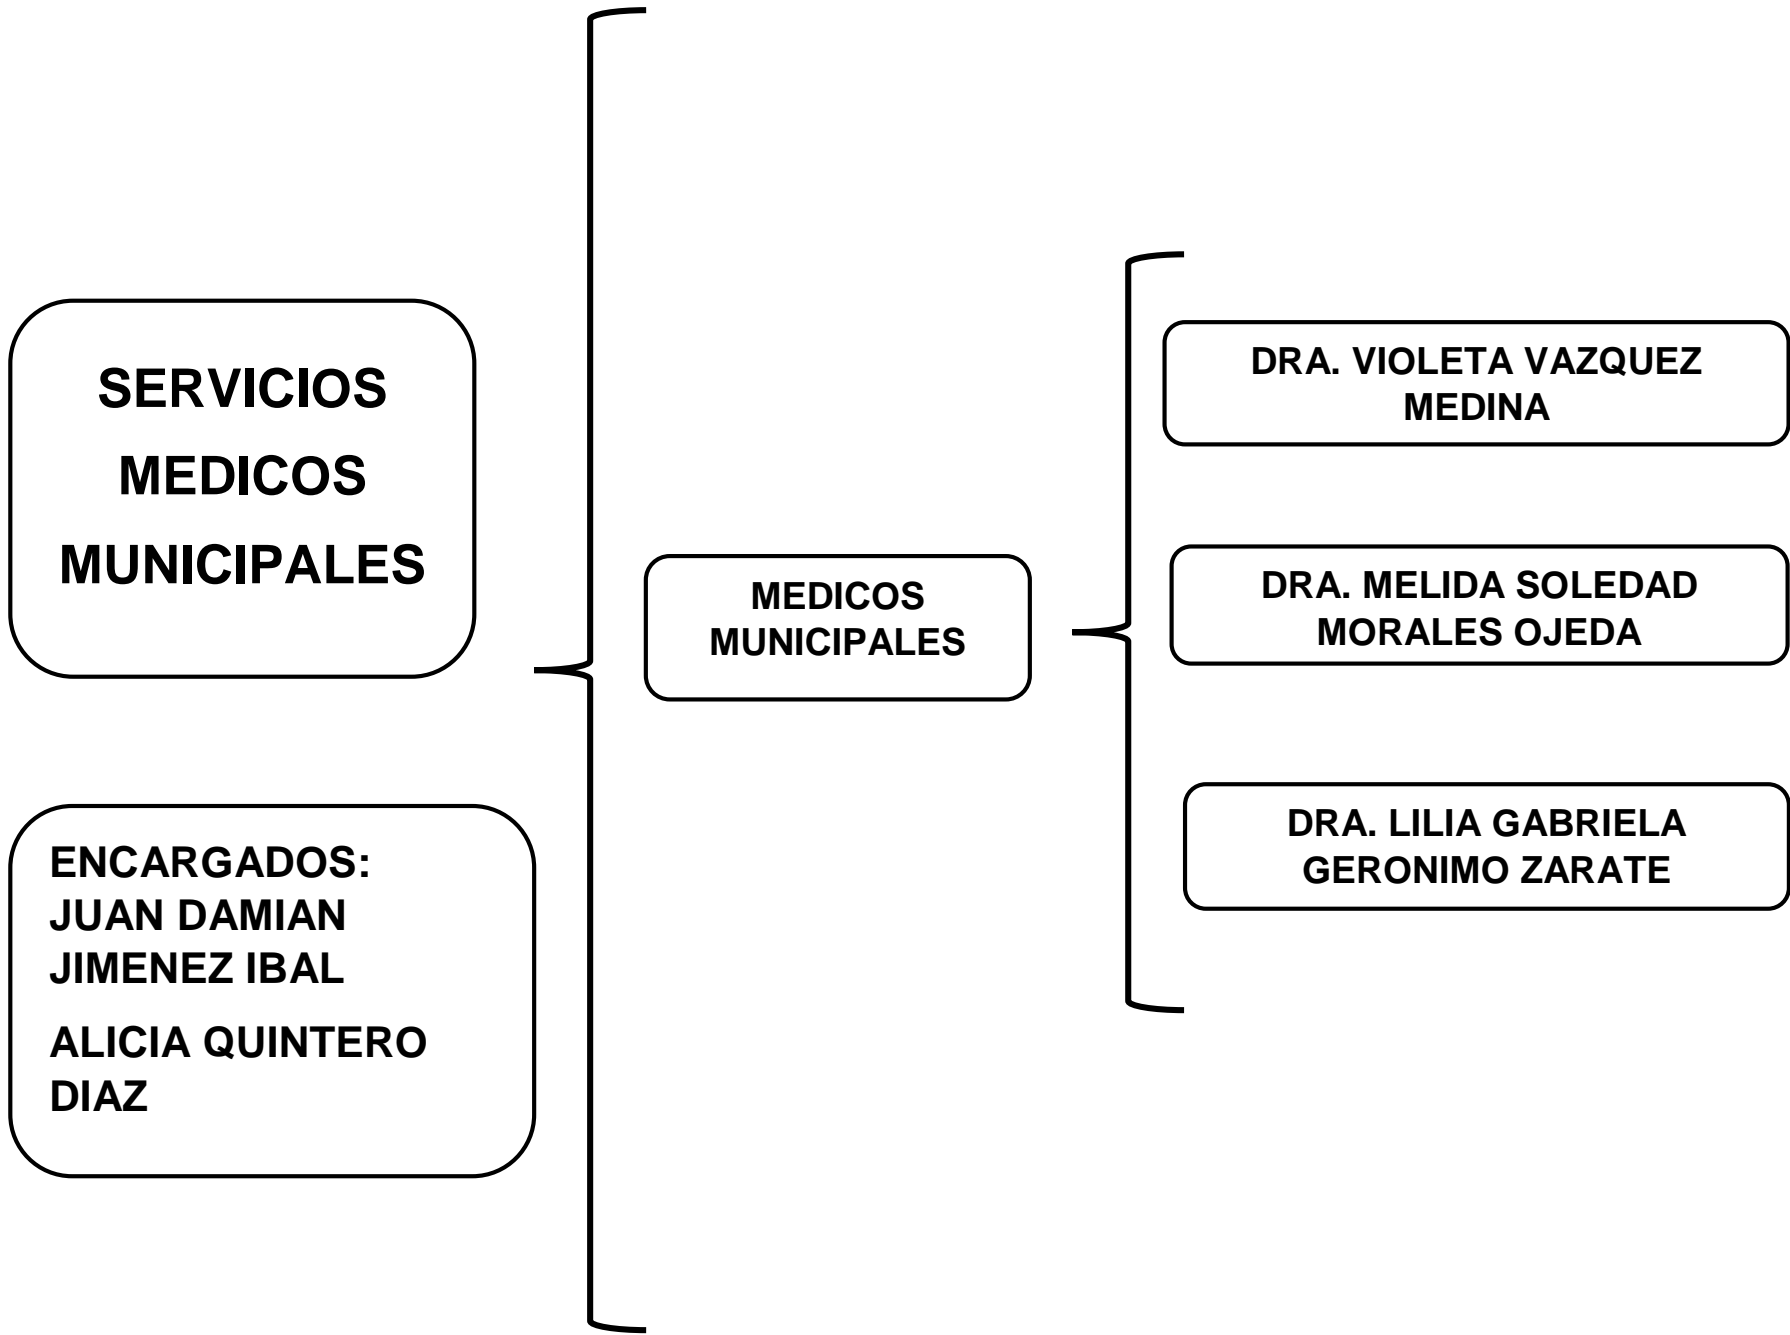 SERVICIOS
MEDICOS
MUNICIPALES
ENCARGADOS:
JUAN DAMIAN
JIMENEZ IBAL
ALICIA QUINTERO
DIAZ
MEDICOS
MUNICIPALES
DRA. VIOLETA VAZQUEZ
MEDINA
DRA. MELIDA SOLEDAD
MORALES OJEDA
DRA. LILIA GABRIELA
GERONIMO ZARATE